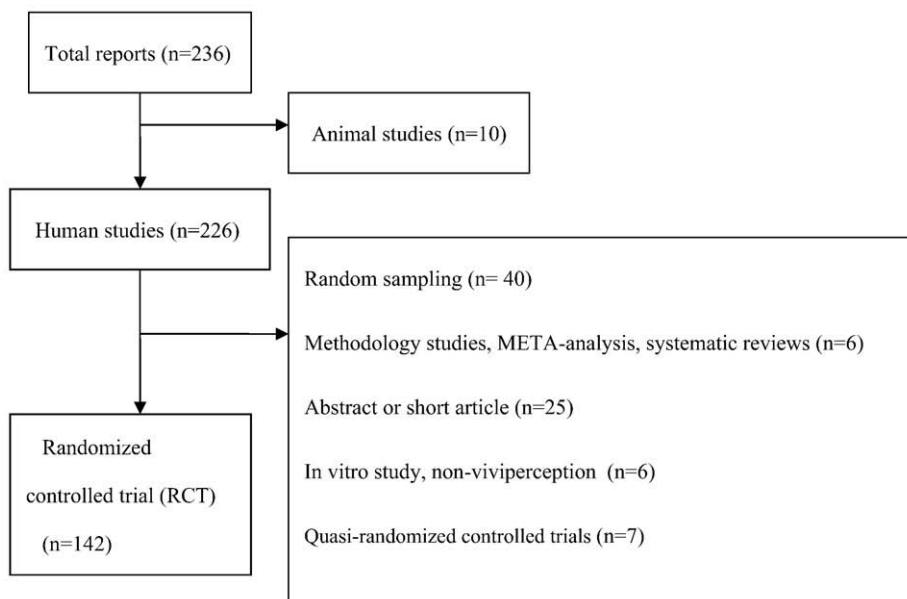 Total reports (n=236)
Animal studies (n=10)
Human studies (n=226)
Random sampling (n= 40)
Methodology studies, META-analysis, systematic reviews (n=6)
Abstract or short article (n=25)
In vitro study, non-viviperception (n=6)
Quasi-randomized controlled trials (n=7)
Randomized
controlled trial (RCT)
(n=142)